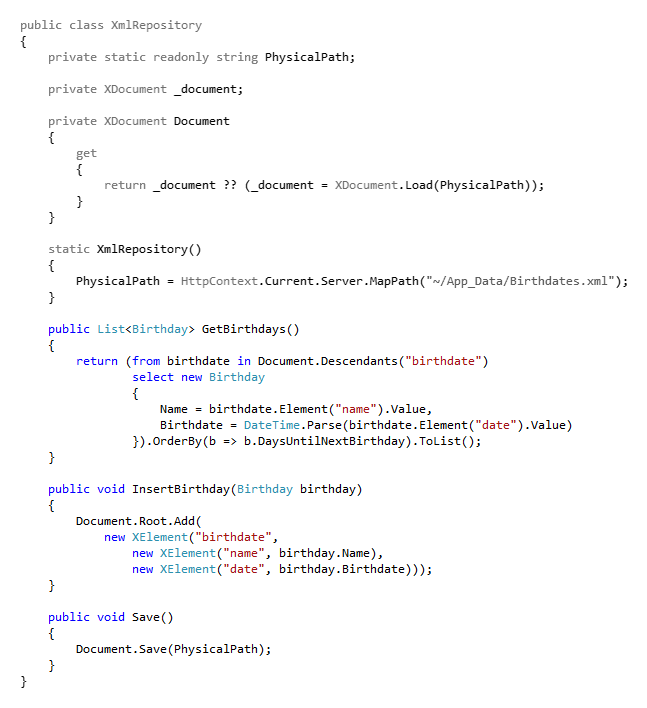 public class XmlRepository
{
    private static readonly string PhysicalPath;

    private XDocument _document;

    private XDocument Document
    {
        get
        {
            return _document ?? (_document = XDocument.Load(PhysicalPath));
        }
    }

    static XmlRepository()
    {
        PhysicalPath = HttpContext.Current.Server.MapPath("~/App_Data/Birthdates.xml");
    }

    public List<Birthday> GetBirthdays()
    {
        return (from birthdate in Document.Descendants("birthdate")
                select new Birthday
                {
                    Name = birthdate.Element("name").Value,
                    Birthdate = DateTime.Parse(birthdate.Element("date").Value)
                }).OrderBy(b => b.DaysUntilNextBirthday).ToList();
    }

    public void InsertBirthday(Birthday birthday)
    {
        Document.Root.Add(
            new XElement("birthdate",
                new XElement("name", birthday.Name),
                new XElement("date", birthday.Birthdate)));
    }

    public void Save()
    {
        Document.Save(PhysicalPath);
    }
}